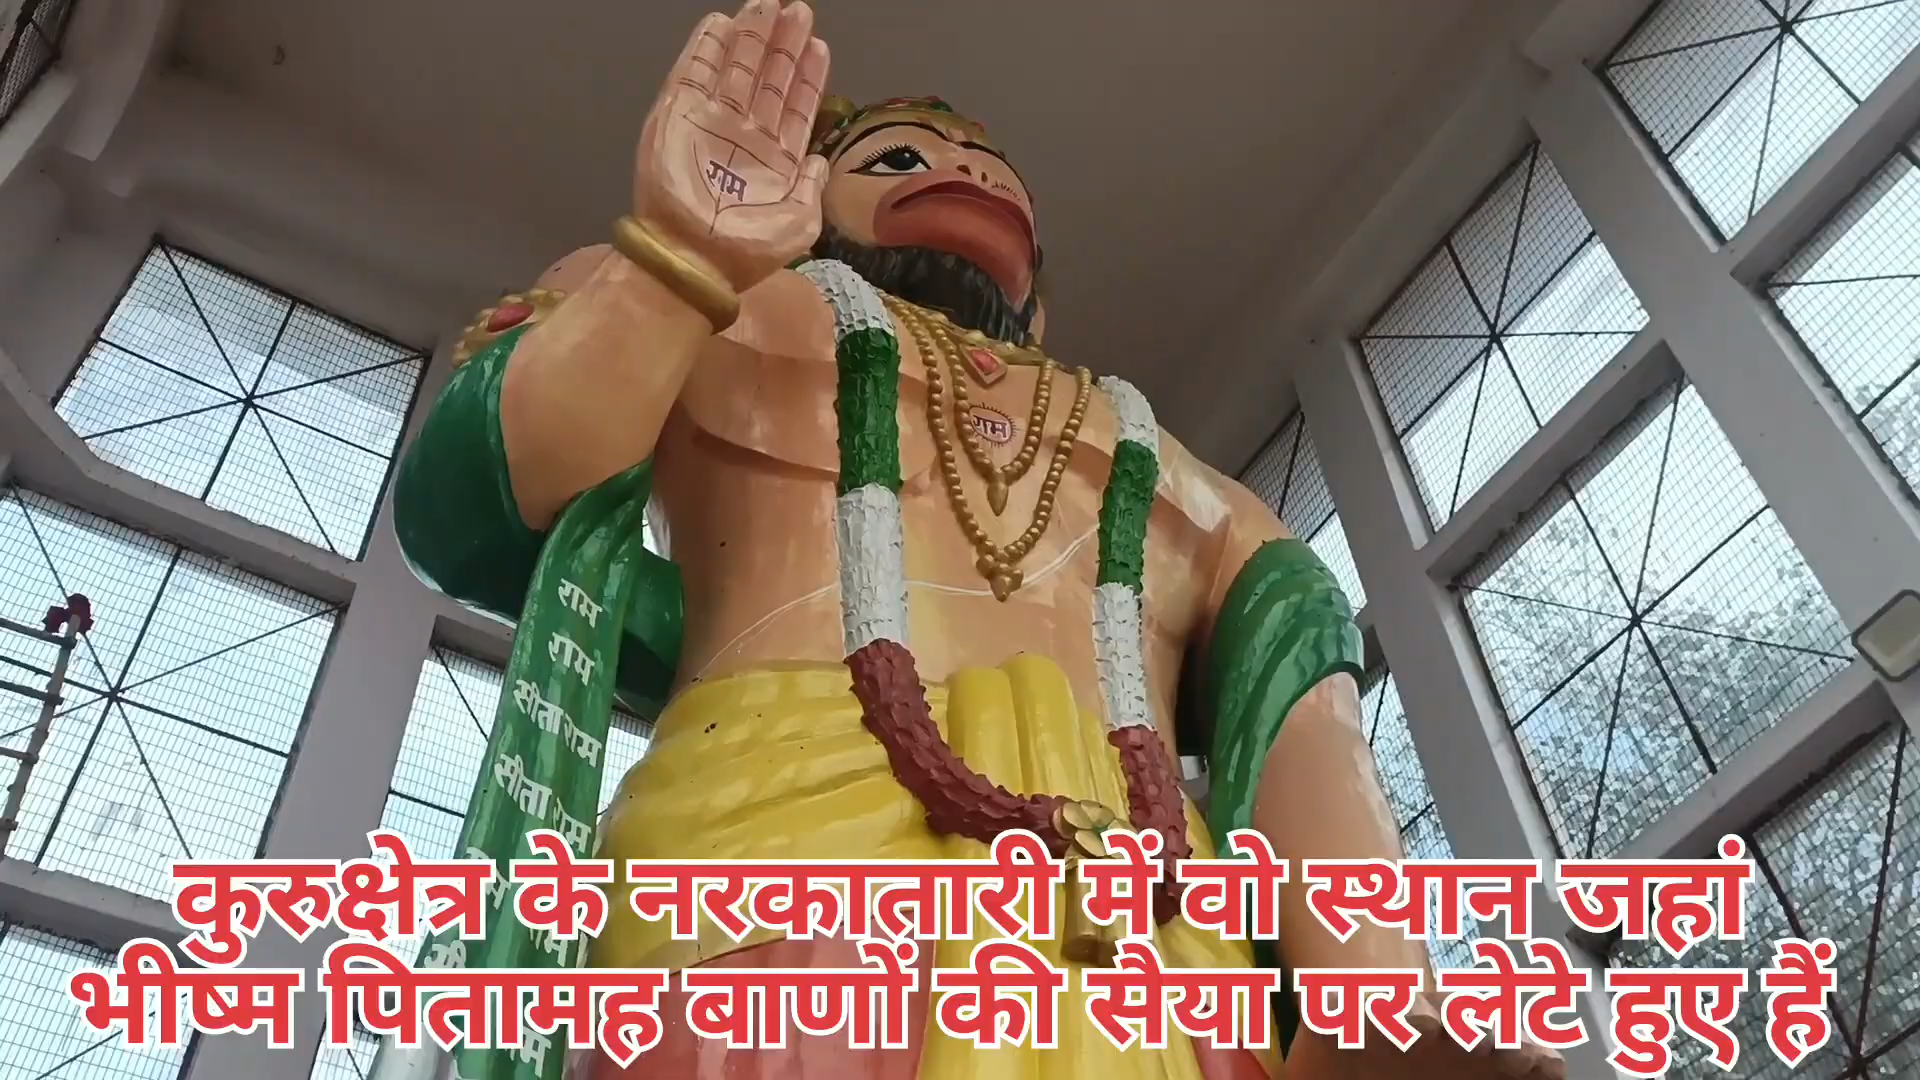 राम
राम
राम
राम
सीताराम
सीता राम
कुरुक्षेत्र के नरकातारी में वो स्थान जहां
भीष्म पितामह बाणों की सैया पर लेटे हुए हैं